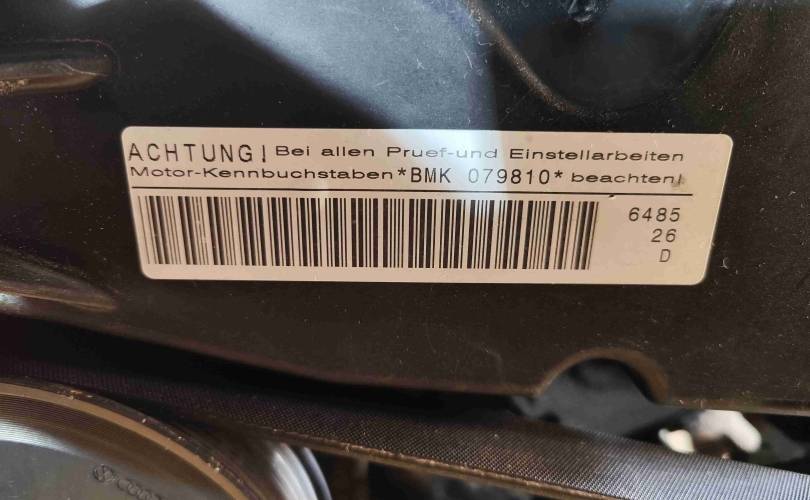 ACHTUNG! Bei allen Pruef-und Einstellarbeiten
Motor-Kennbuchstaben *BMK 079810* beachten!
6485
26
D